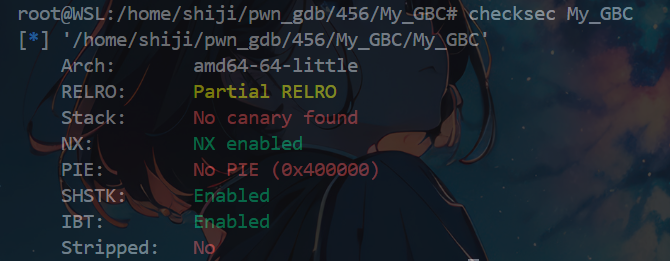 root@WSL:/home/shiji/pwn_gdb/456/My_GBC# checksec My_GBC
[*] '/home/shiji/pwn_gdb/456/My_GBC/My_GBC'
Arch: amd64-64-little
RELRO: Partial RELRO
Stack: No canary found
NX: NX enabled
PIE: No PIE (0x400000)
SHSTK: Enabled
IBT: Enabled
Stripped: No